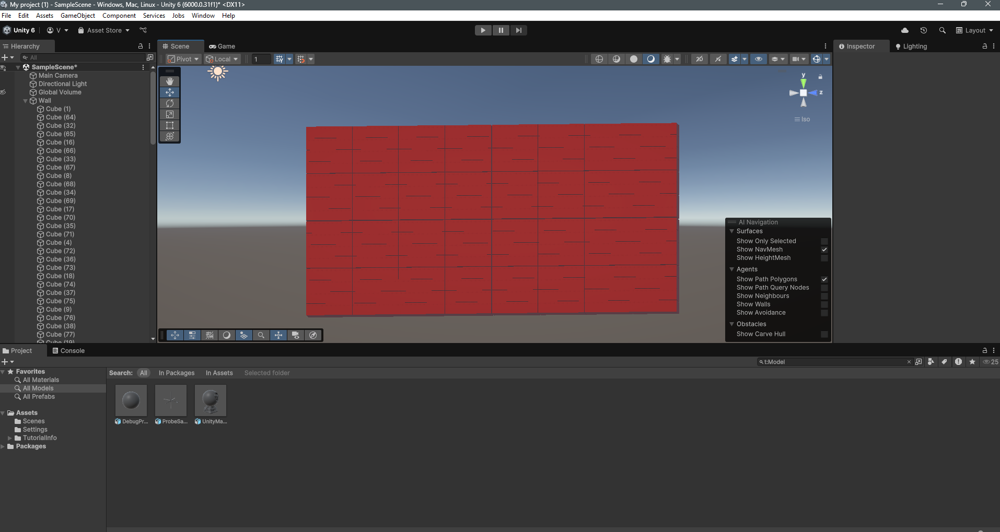 My project (1) - SampleScene - Windows, Mac, Linux - Unity 6 (6000.0.31f1)* <DX11>
File Edit Assets GameObject Component Services Jobs Window Help
Unity 6 V Asset Store Layout
Hierarchy
All
SampleScene*
Main Camera
Directional Light
Global Volume
Wall
Cube (1)
Cube (64)
Cube (32)
Cube (65)
Cube (16)
Cube (66)
Cube (33)
Cube (67)
Cube (8)
Cube (68)
Cube (34)
Cube (69)
Cube (17)
Cube (70)
Cube (35)
Cube (71)
Cube (4)
Cube (72)
Cube (36)
Cube (73)
Cube (18)
Cube (74)
Cube (37)
Cube (75)
Cube (9)
Cube (76)
Cube (38)
Cube (77)
Cube (19)
Scene Game
Pivot Local 1 2D
y
z
Iso
AI Navigation
Surfaces
Show Only Selected
Show NavMesh
Show HeightMesh
Agents
Show Path Polygons
Show Path Query Nodes
Show Neighbours
Show Walls
Show Avoidance
Obstacles
Show Carve Hull
Inspector Lighting
Project Console
t:Model 25
Favorites
All Materials
All Models
All Prefabs
Assets
Scenes
Settings
TutorialInfo
Packages
Search: All In Packages In Assets Selected folder
DebugPr... ProbeSa... UnityMa...